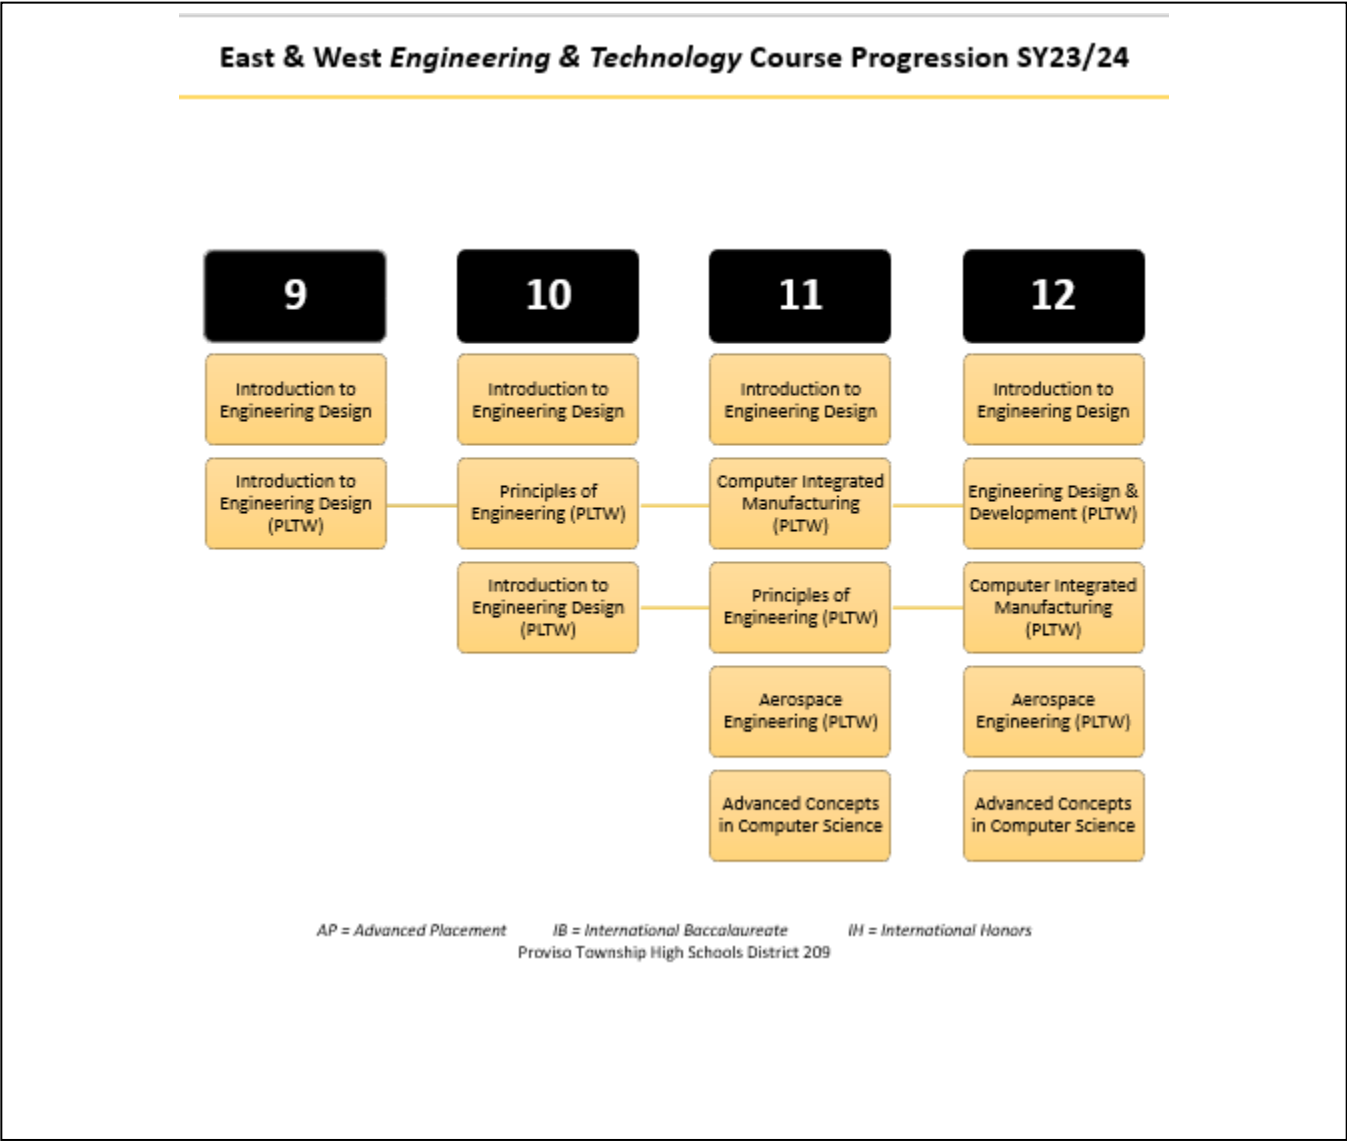 East & West Engineering & Technology Course Progression SY23/24
9
10
11
12
Introduction to
Engineering Design
Introduction to
Engineering Design
Introduction to
Engineering Design
Introduction to
Engineering Design
Introduction to
Engineering Design
(PLTW)
Principles of
Engineering (PLTW)
Computer Integrated
Manufacturing
(PLTW)
Engineering Design &
Development (PLTW)
Introduction to
Engineering Design
(PLTW)
Principles of
Engineering (PLTW)
Computer Integrated
Manufacturing
(PLTW)
Aerospace
Engineering (PLTW)
Aerospace
Engineering (PLTW)
Advanced Concepts
in Computer Science
Advanced Concepts
in Computer Science
AP = Advanced Placement IB = International Baccalaureate IH = International Honors
Proviso Township High Schools District 209